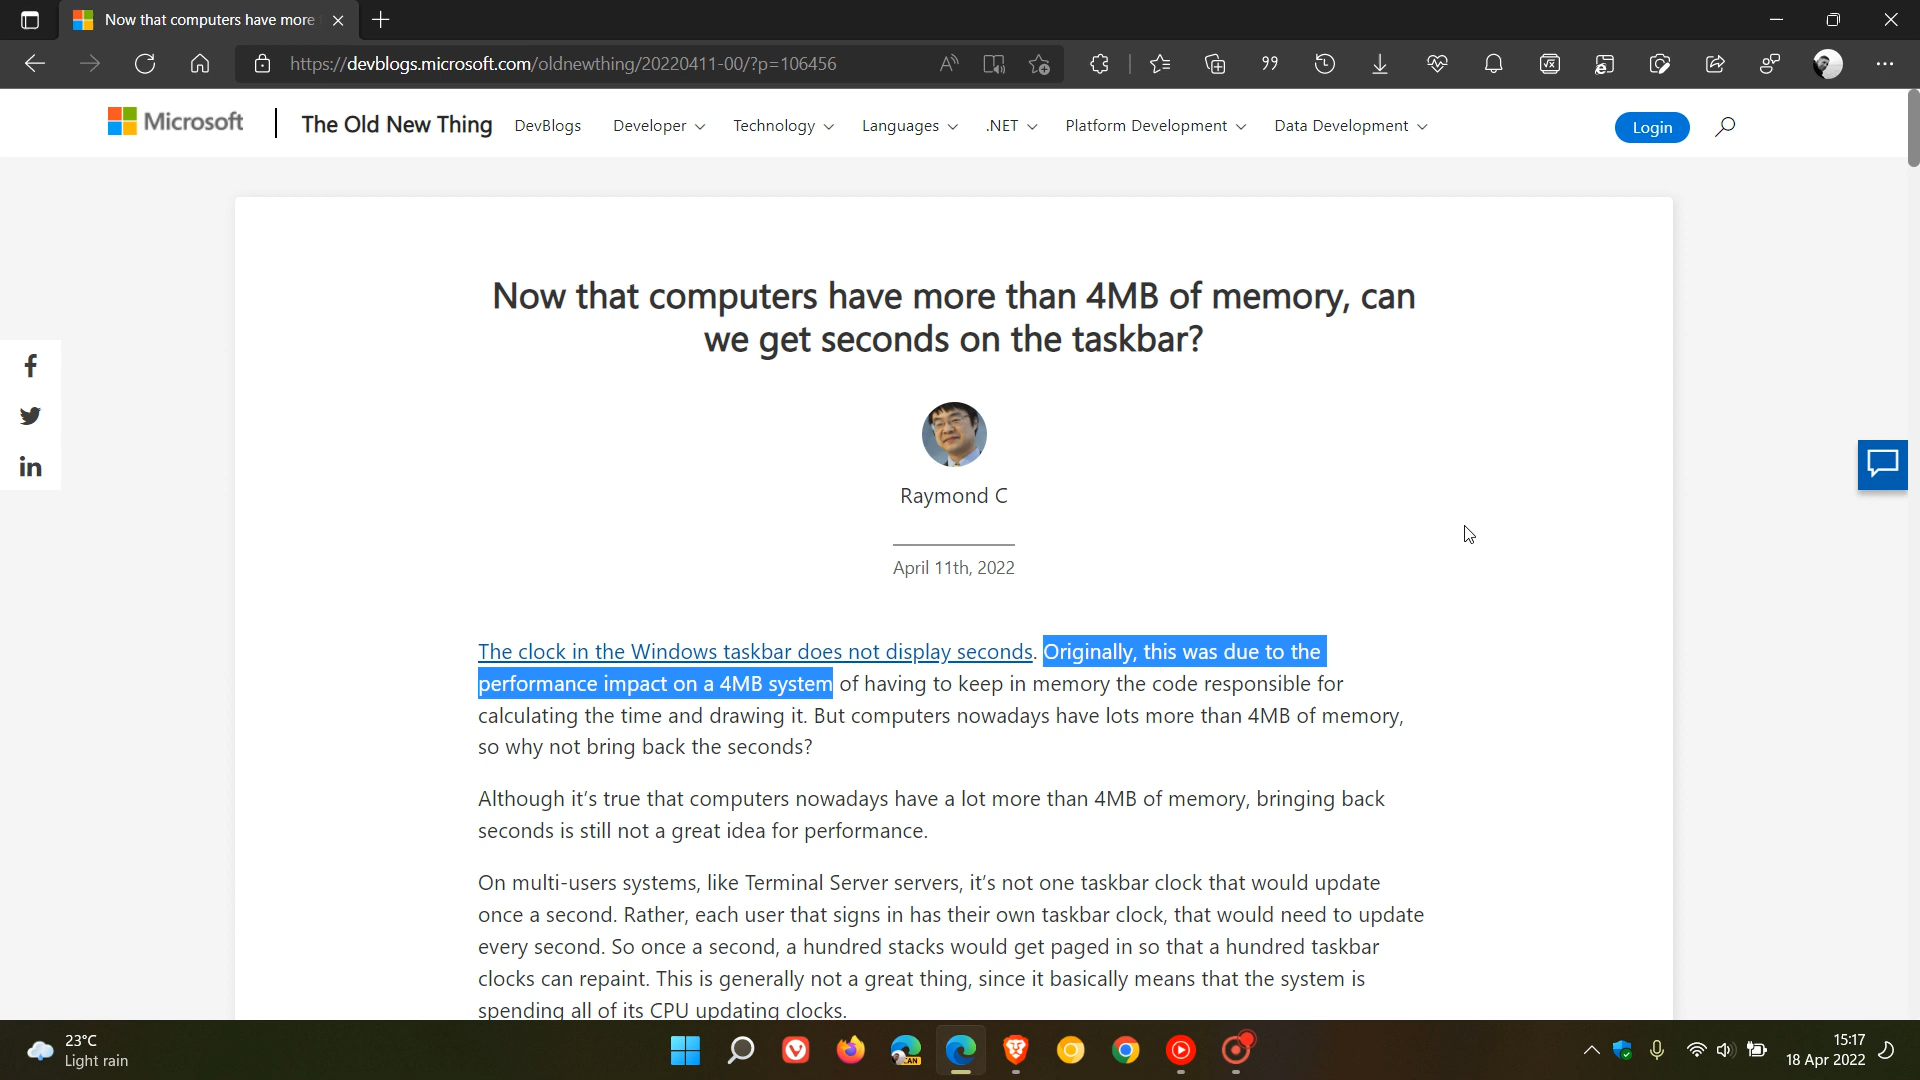 Now that computers have more
https://devblogs.microsoft.com/oldnewthing/20220411-00/?p=106456
Microsoft
The Old New Thing
DevBlogs
Developer
Technology
Languages
.NET
Platform Development
Data Development
Login
Now that computers have more than 4MB of memory, can
we get seconds on the taskbar?
Raymond C
April 11th, 2022
The clock in the Windows taskbar does not display seconds. Originally, this was due to the
performance impact on a 4MB system of having to keep in memory the code responsible for
calculating the time and drawing it. But computers nowadays have lots more than 4MB of memory,
so why not bring back the seconds?
Although it's true that computers nowadays have a lot more than 4MB of memory, bringing back
seconds is still not a great idea for performance.
On multi-users systems, like Terminal Server servers, it's not one taskbar clock that would update
once a second. Rather, each user that signs in has their own taskbar clock, that would need to update
every second. So once a second, a hundred stacks would get paged in so that a hundred taskbar
clocks can repaint. This is generally not a great thing, since it basically means that the system is
spending all of its CPU updating clocks.
23°C
Light rain
CAN
15:17
18 Apr 2022